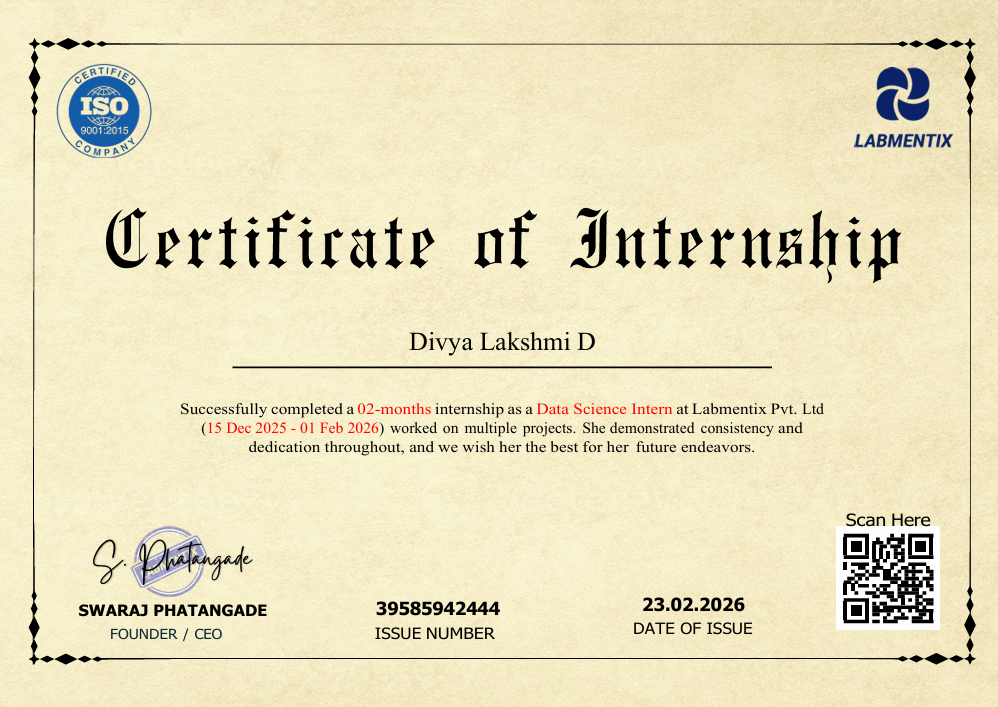 CERTIFIED
ISO
9001:2015
COMPANY
LABMENTIX
Certificate of Internship
Divya Lakshmi D
Successfully completed a 02-months internship as a Data Science Intern at Labmentix Pvt. Ltd
(15 Dec 2025 - 01 Feb 2026) worked on multiple projects. She demonstrated consistency and
dedication throughout, and we wish her the best for her future endeavors.
Scan Here
S. Phatangade
SWARAJ PHATANGADE
FOUNDER / CEO
39585942444
ISSUE NUMBER
23.02.2026
DATE OF ISSUE